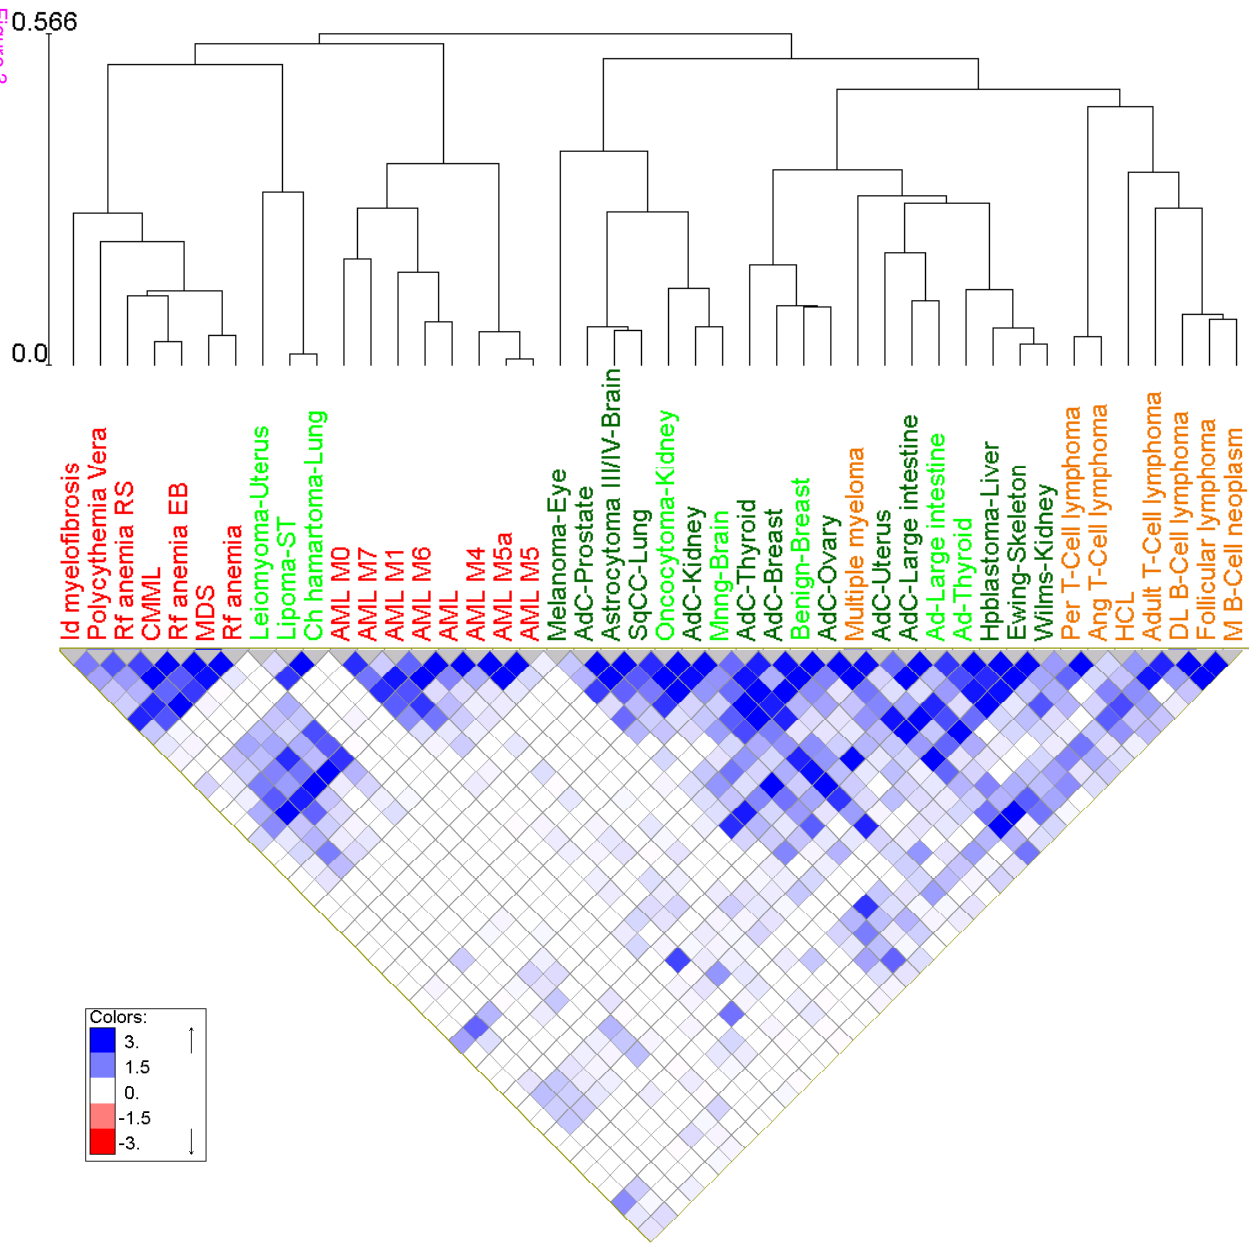 Figure 2
0.566
0.0
Id myelofibrosis
Polycythemia Vera
Rf anemia RS
CMML
Rf anemia EB
MDS
Rf anemia
Leiomyoma-Uterus
Lipoma-ST
Ch hamartoma-Lung
AML M0
AML M7
AML M1
AML M6
AML
AML M4
AML M5a
AML M5
Melanoma-Eye
AdC-Prostate
Astrocytoma III/IV-Brain
SqCC-Lung
Oncocytoma-Kidney
AdC-Kidney
Mnng-Brain
AdC-Thyroid
AdC-Breast
Benign-Breast
AdC-Ovary
Multiple myeloma
AdC-Uterus
AdC-Large intestine
Ad-Large intestine
Ad-Thyroid
Hpblastoma-Liver
Ewing-Skeleton
Wilms-Kidney
Per T-Cell lymphoma
Ang T-Cell lymphoma
HCL
Adult T-Cell lymphoma
DL B-Cell lymphoma
Follicular lymphoma
M B-Cell neoplasm
Colors:
3.
1.5
0.
-1.5
-3.